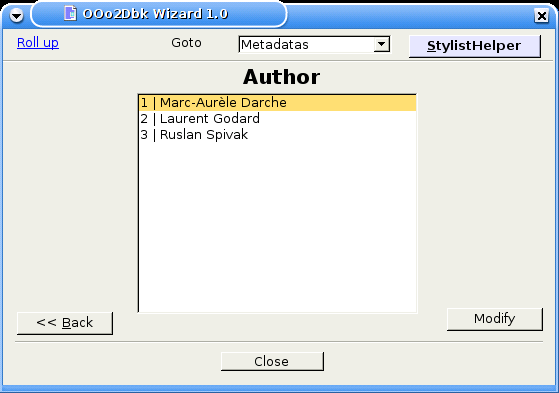 OOo2Dbk Wizard 1.0
Roll up Goto Metadatas StylistHelper
Author
1 | Marc-Aurèle Darche
2 | Laurent Godard
3 | Ruslan Spivak
<< Back Modify
Close